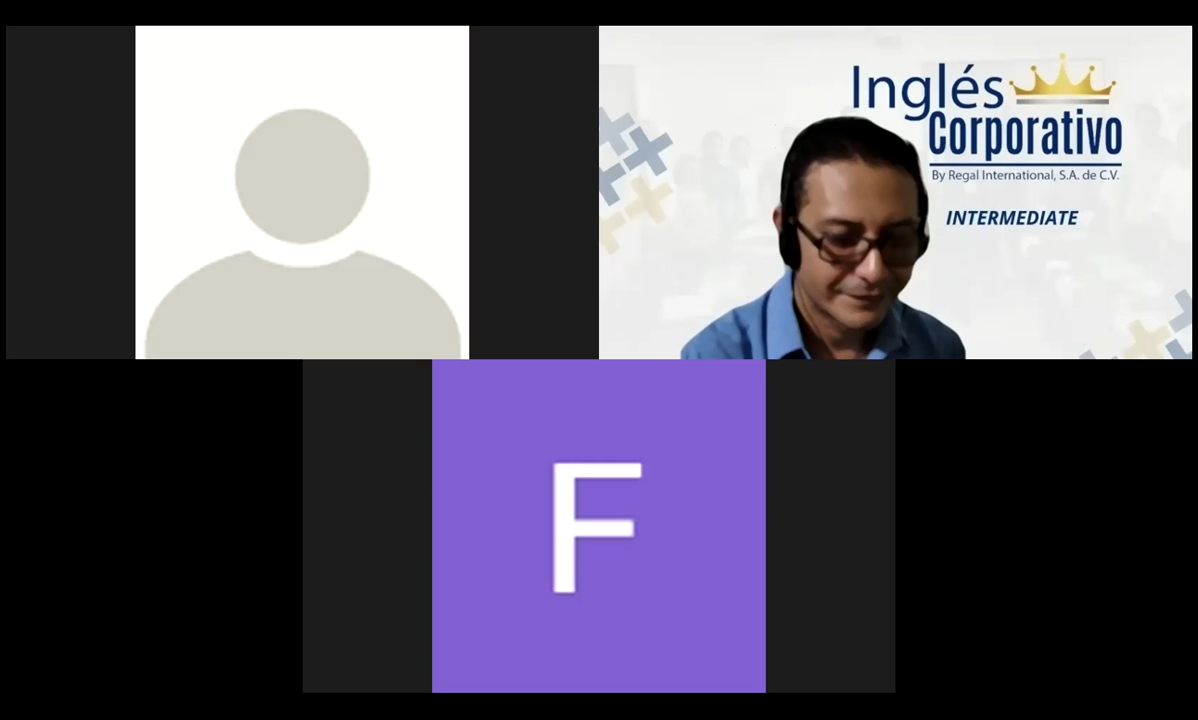 Inglés
Corporativo
By Regal International, S.A. de C.V.
INTERMEDIATE
F